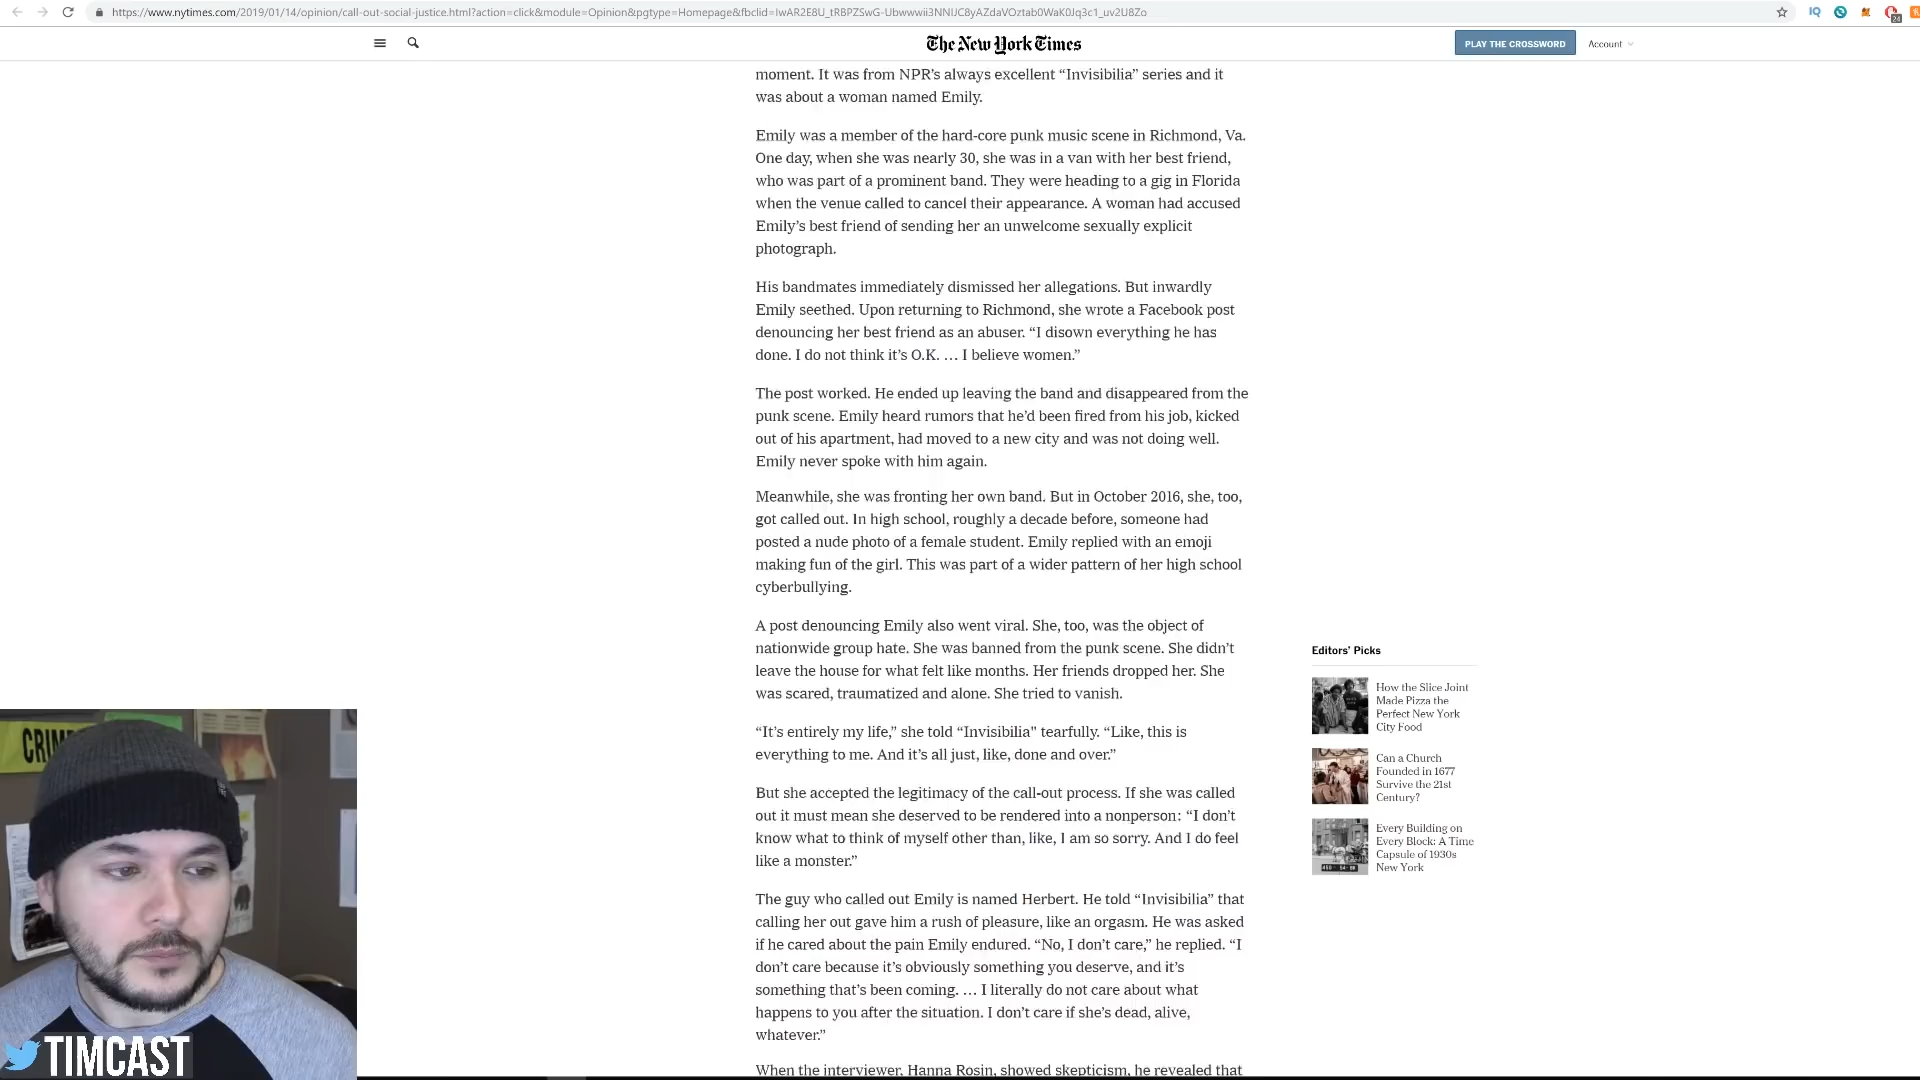 https://www.nytimes.com/2019/01/14/opinion/call-out-social-justice.html?action=click&module=Opinion&pgtype=Homepage&fbclid=IwAR2E8U_tRBPZSwG-Ubwwwii3NNIJC8yAZdaVOztab0WaK0Jq3c1_uv2U8Zo
IQ
24
The New York Times
PLAY THE CROSSWORD
Account
moment. It was from NPR’s always excellent “Invisibilia” series and it
was about a woman named Emily.
Emily was a member of the hard-core punk music scene in Richmond, Va.
One day, when she was nearly 30, she was in a van with her best friend,
who was part of a prominent band. They were heading to a gig in Florida
when the venue called to cancel their appearance. A woman had accused
Emily’s best friend of sending her an unwelcome sexually explicit
photograph.
His bandmates immediately dismissed her allegations. But inwardly
Emily seethed. Upon returning to Richmond, she wrote a Facebook post
denouncing her best friend as an abuser. “I disown everything he has
done. I do not think it’s O.K. … I believe women.”
The post worked. He ended up leaving the band and disappeared from the
punk scene. Emily heard rumors that he’d been fired from his job, kicked
out of his apartment, had moved to a new city and was not doing well.
Emily never spoke with him again.
Meanwhile, she was fronting her own band. But in October 2016, she, too,
got called out. In high school, roughly a decade before, someone had
posted a nude photo of a female student. Emily replied with an emoji
making fun of the girl. This was part of a wider pattern of her high school
cyberbullying.
A post denouncing Emily also went viral. She, too, was the object of
nationwide group hate. She was banned from the punk scene. She didn’t
leave the house for what felt like months. Her friends dropped her. She
was scared, traumatized and alone. She tried to vanish.
“It’s entirely my life,” she told “Invisibilia” tearfully. “Like, this is
everything to me. And it’s all just, like, done and over.”
But she accepted the legitimacy of the call-out process. If she was called
out it must mean she deserved to be rendered into a nonperson: “I don’t
know what to think of myself other than, like, I am so sorry. And I do feel
like a monster.”
The guy who called out Emily is named Herbert. He told “Invisibilia” that
calling her out gave him a rush of pleasure, like an orgasm. He was asked
if he cared about the pain Emily endured. “No, I don’t care,” he replied. “I
don’t care because it’s obviously something you deserve, and it’s
something that’s been coming. … I literally do not care about what
happens to you after the situation. I don’t care if she’s dead, alive,
whatever.”
When the interviewer, Hanna Rosin, showed skepticism, he revealed that
Editors’ Picks
How the Slice Joint
Made Pizza the
Perfect New York
City Food
Can a Church
Founded in 1677
Survive the 21st
Century?
Every Building on
Every Block: A Time
Capsule of 1930s
New York
CRIM
TIMCAST